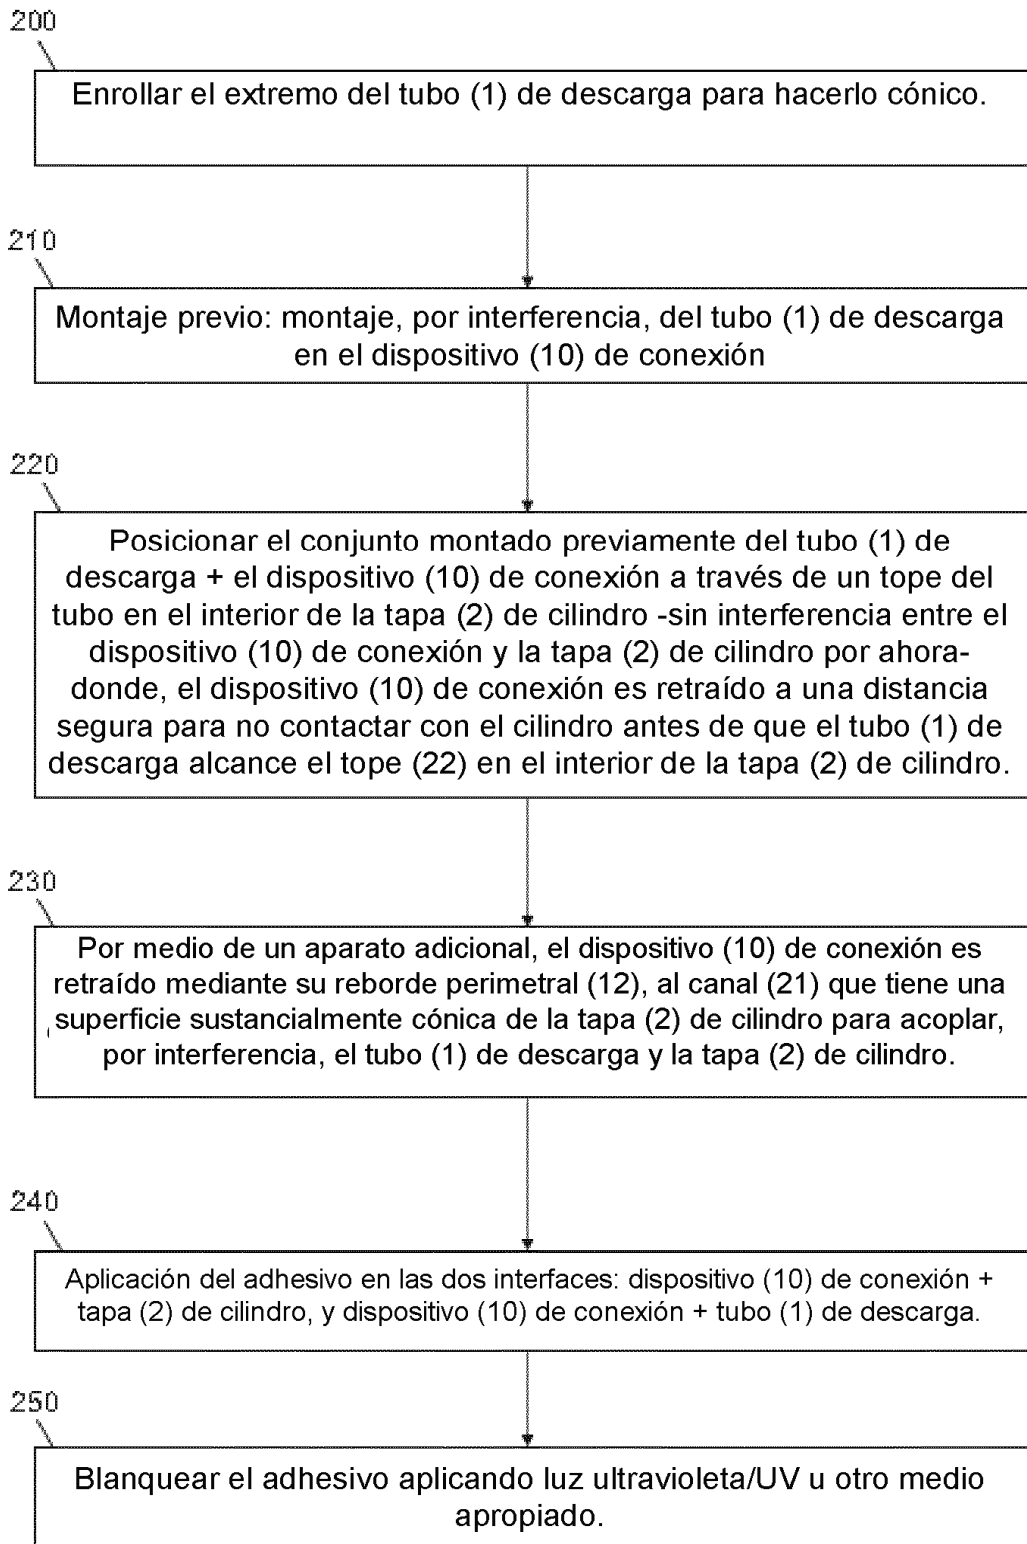 200
Enrollar el extremo del tubo (1) de descarga para hacerlo cónico.
210
Montaje previo: montaje, por interferencia, del tubo (1) de descarga
en el dispositivo (10) de conexión
220
Posicionar el conjunto montado previamente del tubo (1) de
descarga + el dispositivo (10) de conexión a través de un tope del
tubo en el interior de la tapa (2) de cilindro -sin interferencia entre el
dispositivo (10) de conexión y la tapa (2) de cilindro por ahora-
donde, el dispositivo (10) de conexión es retraído a una distancia
segura para no contactar con el cilindro antes de que el tubo (1) de
descarga alcance el tope (22) en el interior de la tapa (2) de cilindro.
230
Por medio de un aparato adicional, el dispositivo (10) de conexión es
retraído mediante su reborde perimetral (12), al canal (21) que tiene una
superficie sustancialmente cónica de la tapa (2) de cilindro para acoplar,
por interferencia, el tubo (1) de descarga y la tapa (2) de cilindro.
240
Aplicación del adhesivo en las dos interfaces: dispositivo (10) de conexión +
tapa (2) de cilindro, y dispositivo (10) de conexión + tubo (1) de descarga.
250
Blanquear el adhesivo aplicando luz ultravioleta/UV u otro medio
apropiado.